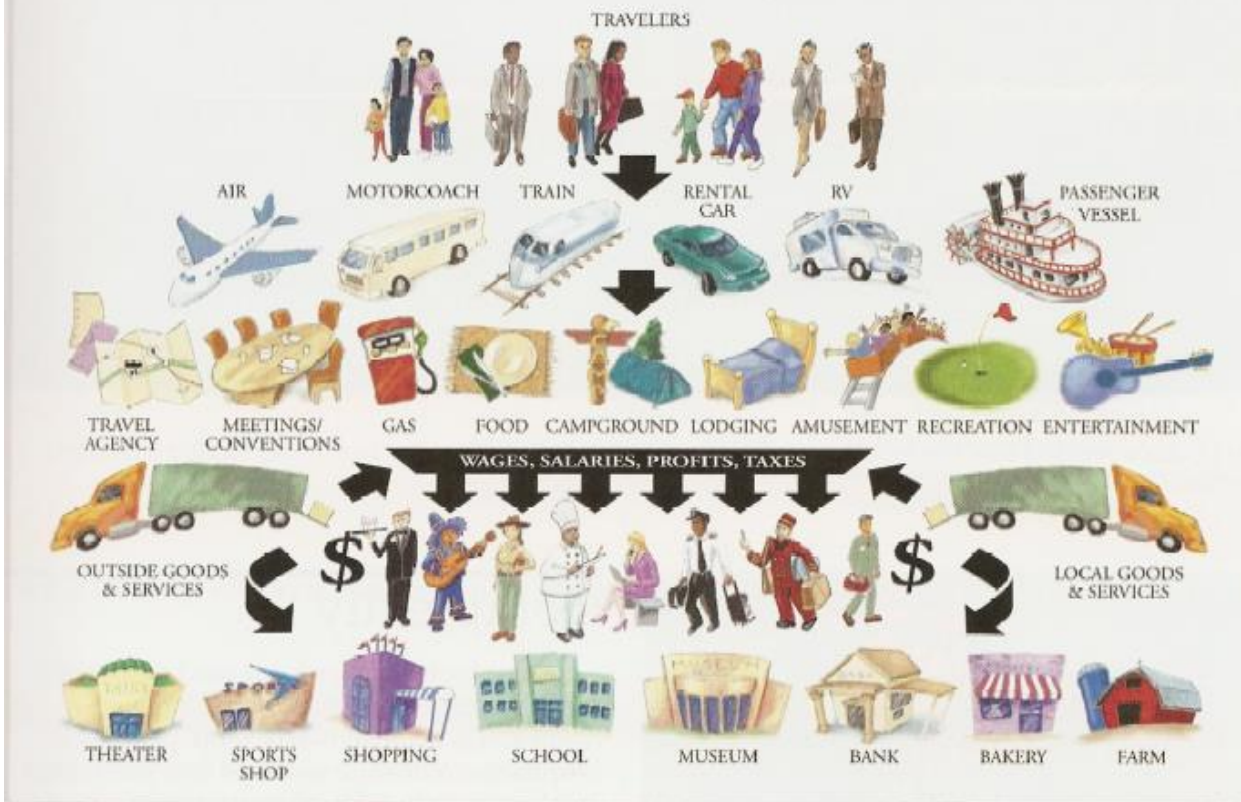 TRAVELERS
AIR
MOTORCOACH
TRAIN
RENTAL
CAR
RV
PASSENGER
VESSEL
TRAVEL
AGENCY
MEETINGS/
CONVENTIONS
GAS
FOOD
CAMPGROUND
LODGING
AMUSEMENT
RECREATION
ENTERTAINMENT
WAGES, SALARIES, PROFITS, TAXES
$
$
OUTSIDE GOODS
& SERVICES
LOCAL GOODS
& SERVICES
SPORTS
MUSEUM
THEATER
SPORTS
SHOP
SHOPPING
SCHOOL
MUSEUM
BANK
BAKERY
FARM